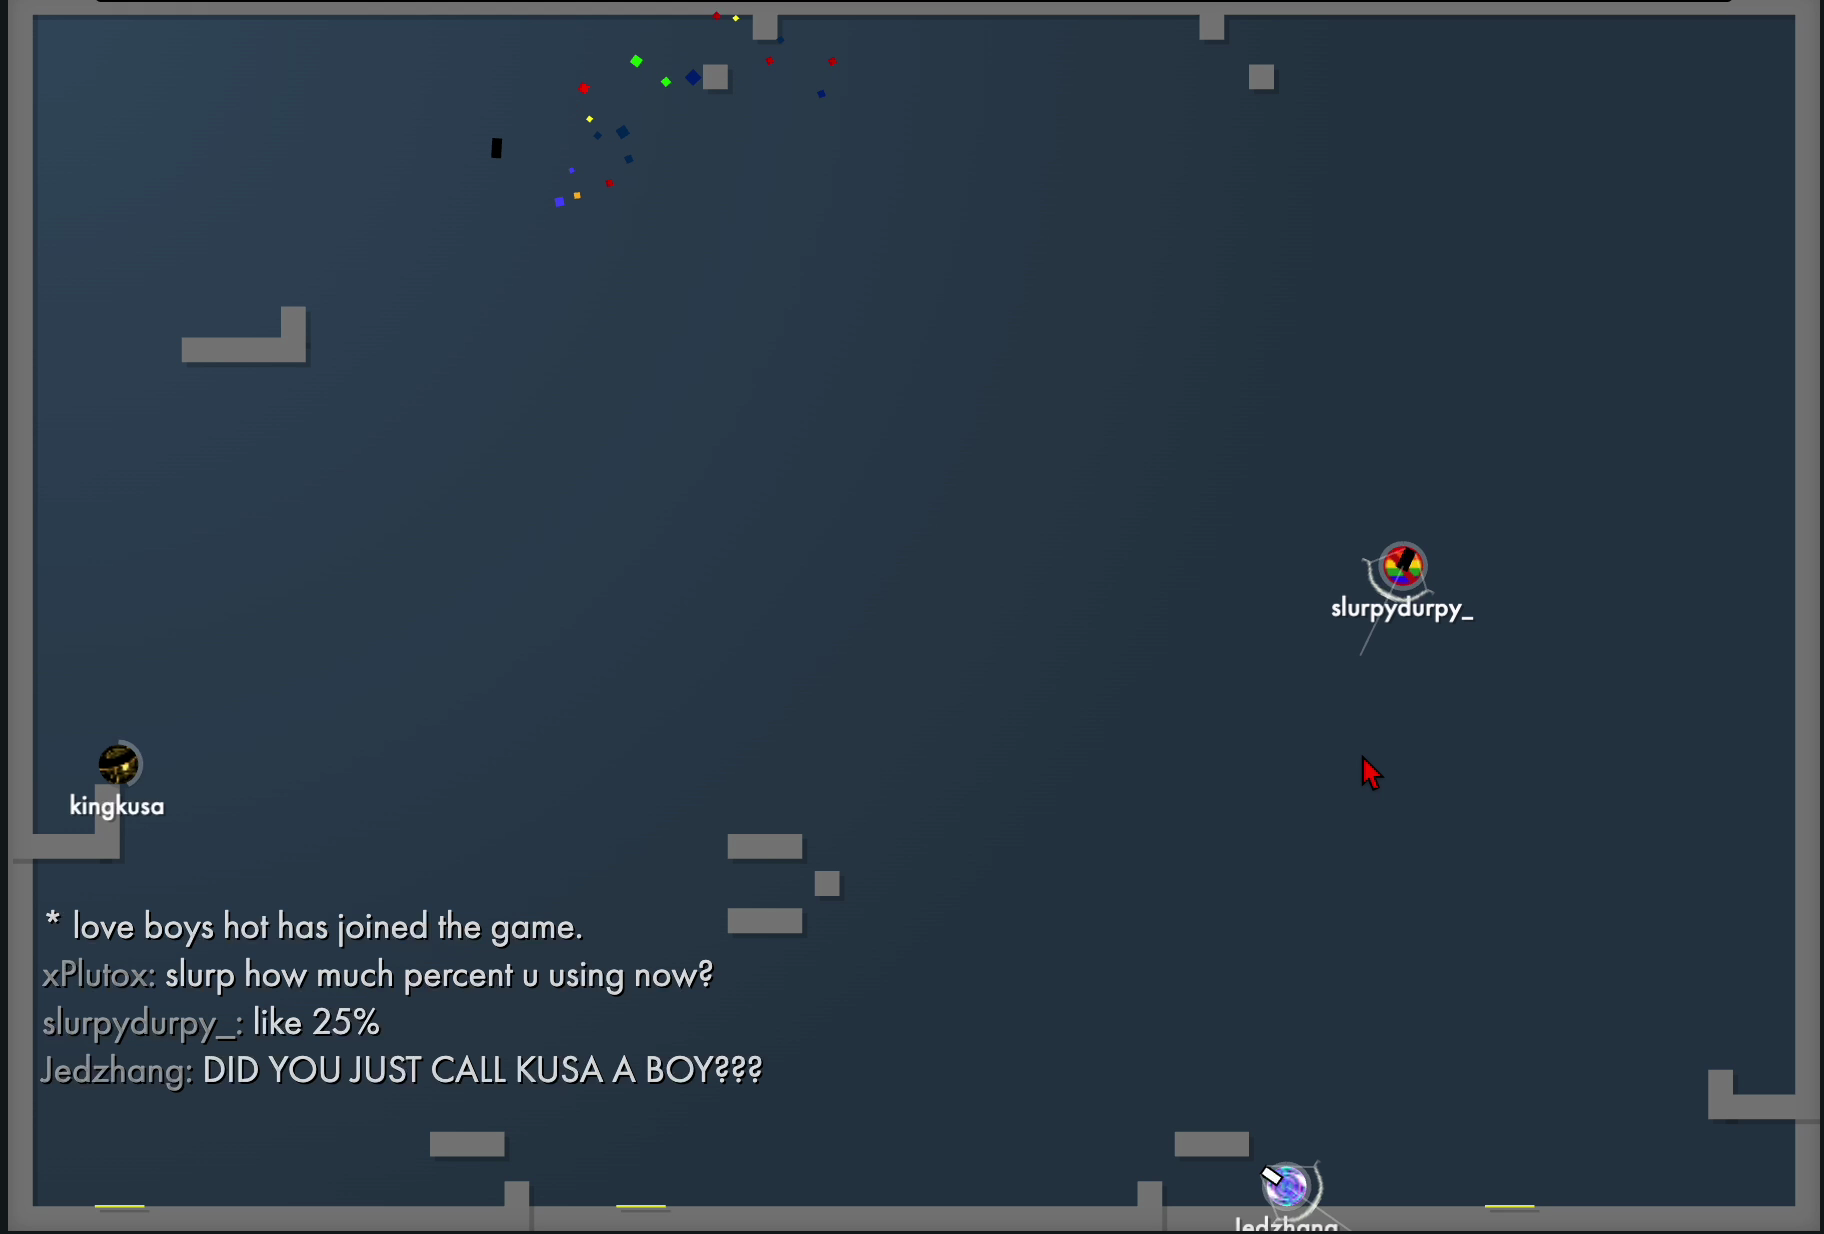 slurpydurpy_
kingkusa
* love boys hot has joined the game.
xPlutox: slurp how much percent u using now?
slurpydurpy_: like 25%
Jedzhang: DID YOU JUST CALL KUSA A BOY???
Jedzhang